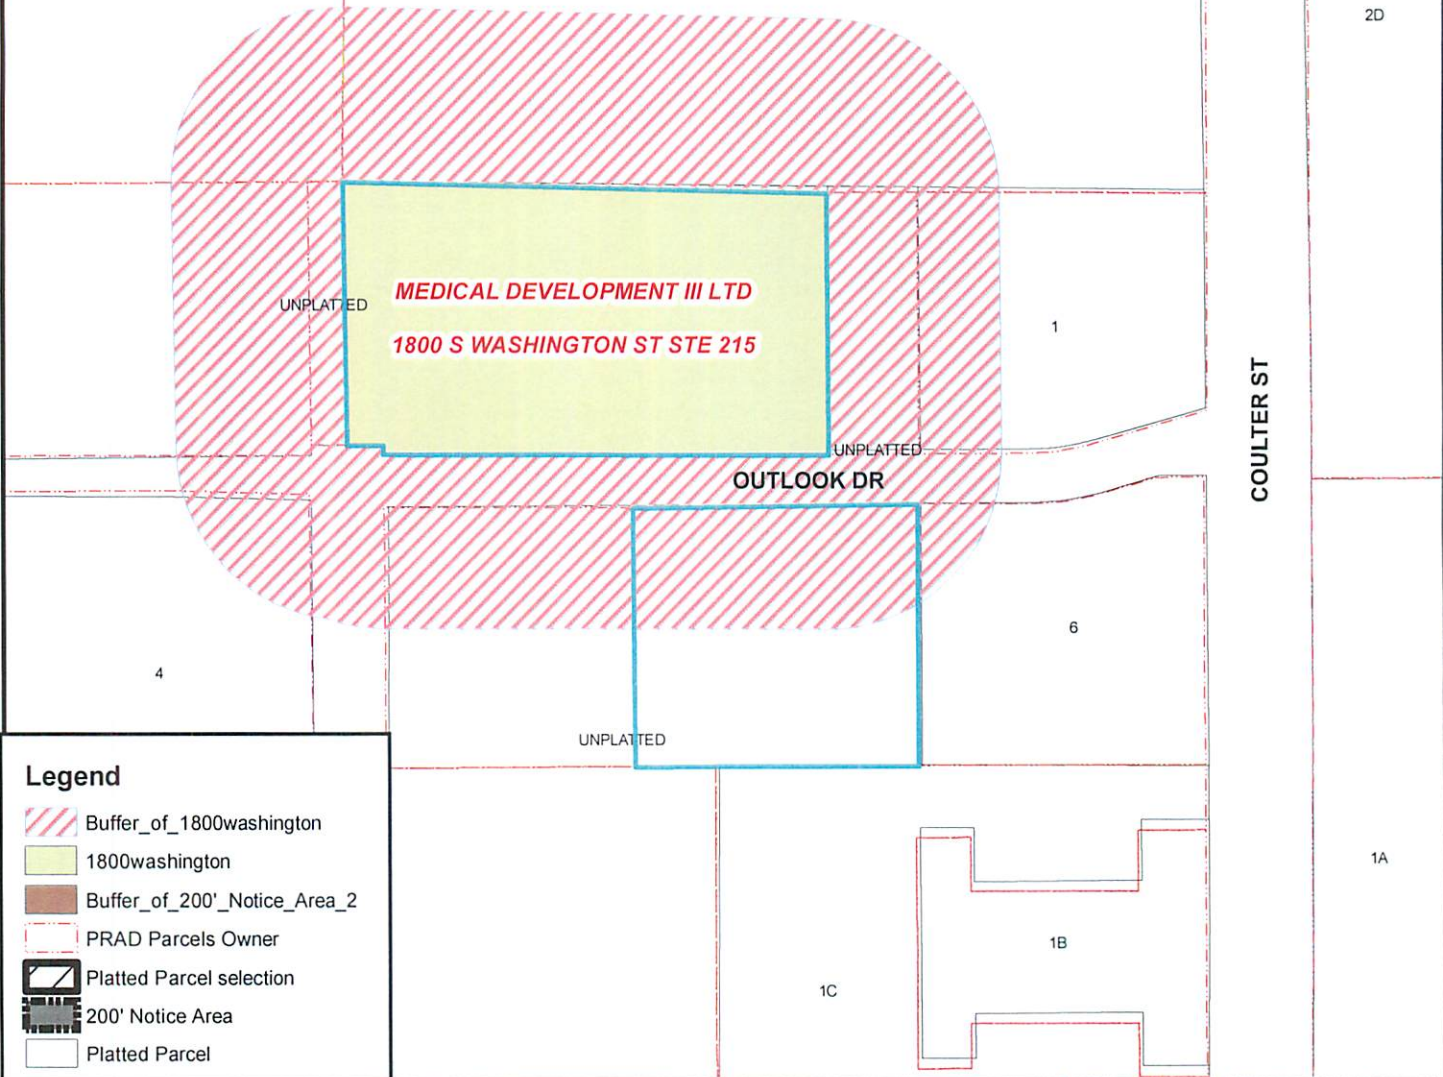 2D
UNPLATTED
MEDICAL DEVELOPMENT III LTD
1800 S WASHINGTON ST STE 215
1
COULTER ST
UNPLATTED
OUTLOOK DR
6
4
UNPLATTED
Legend
Buffer_of_1800washington
1800washington
Buffer_of_200'_Notice_Area_2
PRAD Parcels Owner
Platted Parcel selection
200' Notice Area
Platted Parcel
1A
1B
1C